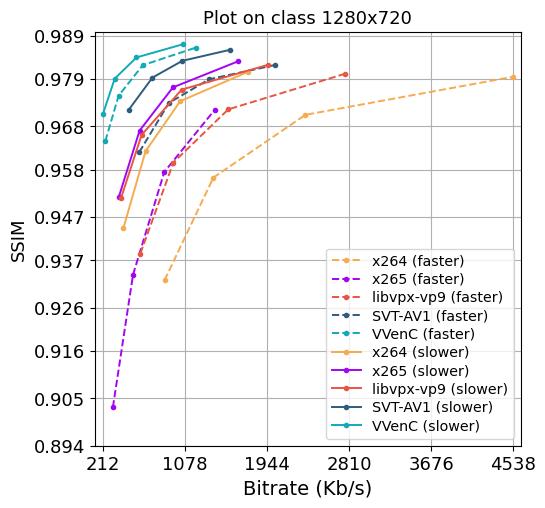 Plot on class 1280x720
0.989
0.979
0.968
0.958
0.947
0.937
0.926
0.916
0.905
0.894
SSIM
x264 (faster)
x265 (faster)
libvpx-vp9 (faster)
SVT-AV1 (faster)
VVenC (faster)
x264 (slower)
x265 (slower)
libvpx-vp9 (slower)
SVT-AV1 (slower)
VVenC (slower)
212 1078 1944 2810 3676 4538
Bitrate (Kb/s)